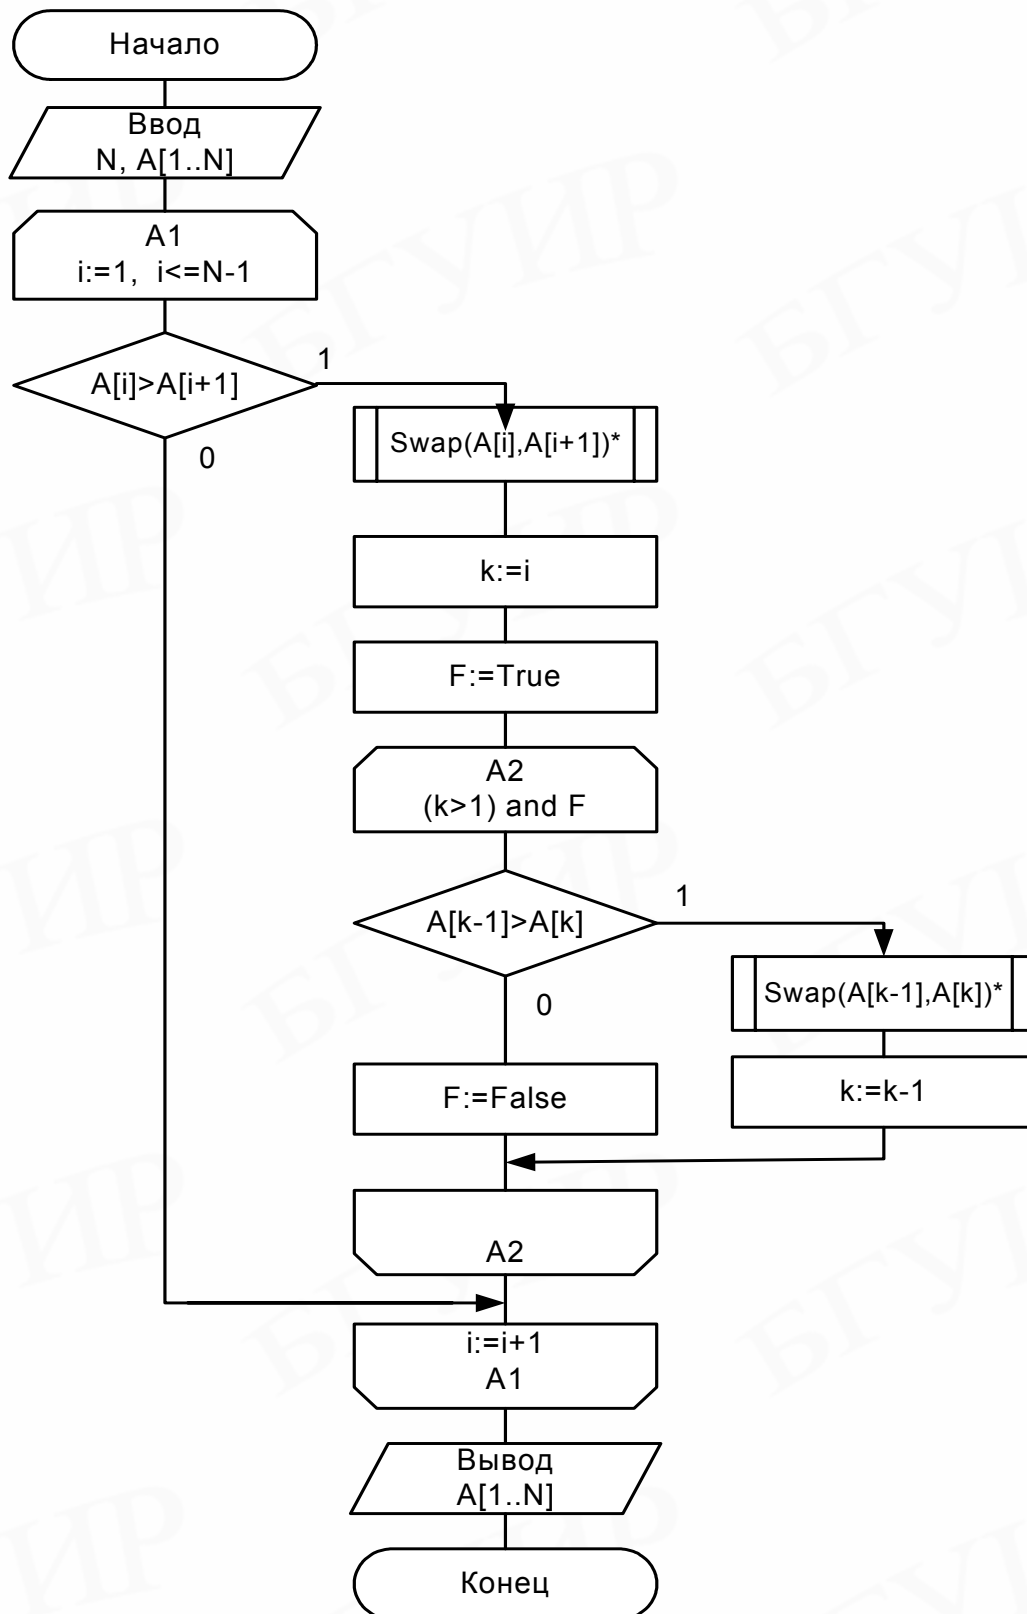 Начало
Ввод
N, A[1..N]
A1
i:=1, i<=N-1
A[i]>A[i+1]
1
0
Swap(A[i],A[i+1])*
k:=i
F:=True
A2
(k>1) and F
A[k-1]>A[k]
1
0
Swap(A[k-1],A[k])*
k:=k-1
F:=False
A2
i:=i+1
A1
Вывод
A[1..N]
Конец
БГУИР